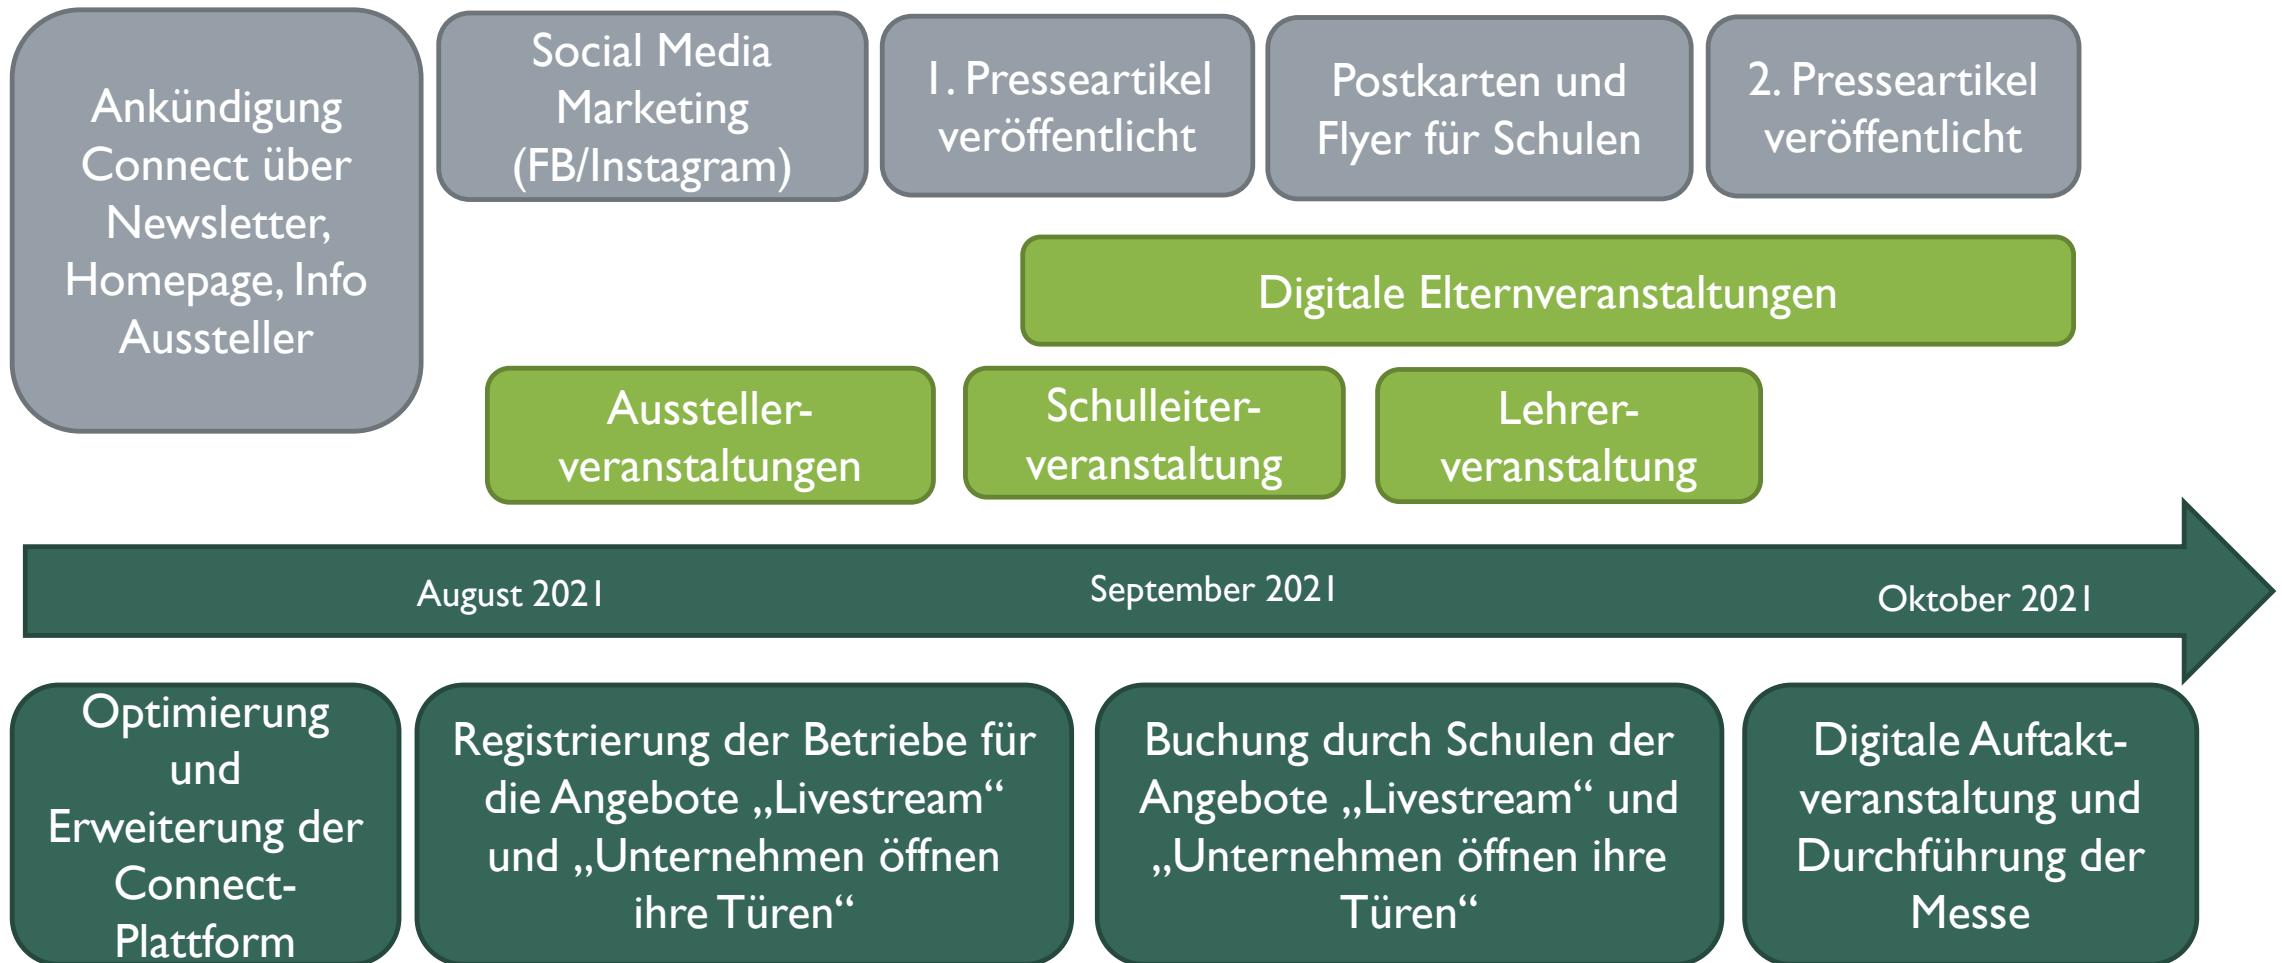 Ankündigung
Connect über
Newsletter,
Homepage, Info
Aussteller
Social Media
Marketing
(FB/Instagram)
1. Presseartikel
veröffentlicht
Postkarten und
Flyer für Schulen
2. Presseartikel
veröffentlicht
Digitale Elternveranstaltungen
Aussteller-
veranstaltungen
Schulleiter-
veranstaltung
Lehrer-
veranstaltung
August 2021
September 2021
Oktober 2021
Optimierung
und
Erweiterung der
Connect-
Plattform
Registrierung der Betriebe für
die Angebote „Livestream“
und „Unternehmen öffnen
ihre Türen“
Buchung durch Schulen der
Angebote „Livestream“ und
„Unternehmen öffnen ihre
Türen“
Digitale Auftakt-
veranstaltung und
Durchführung der
Messe